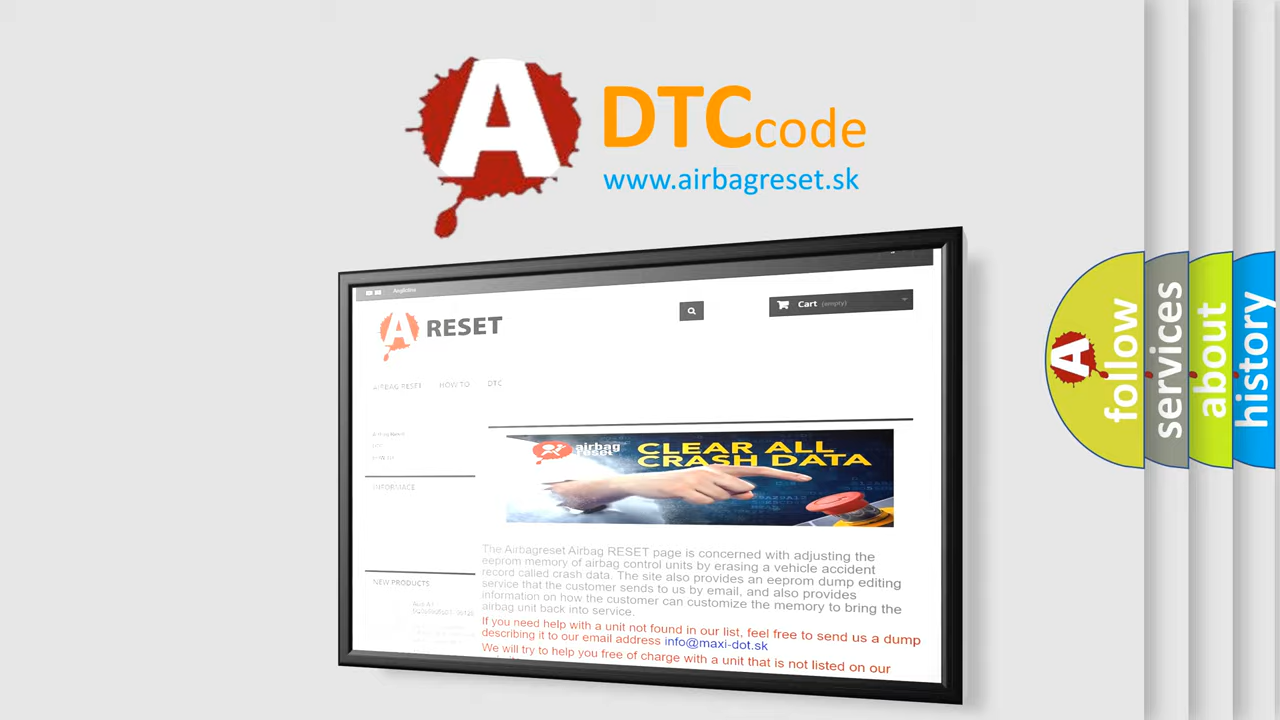 A DTCcode
www.airbagreset.sk
Anglictina
A RESET
Cart (empty)
AIRBAG RESET HOW TO DTC
INFORMACE
NEW PRODUCTS
airbag
reset
CLEAR ALL
CRASH DATA
The Airbagreset Airbag RESET page is concerned with adjusting the
eeprom memory of airbag control units by erasing a vehicle accident
record called crash data. The site also provides an eeprom dump editing
service that the customer sends to us by email, and also provides
information on how the customer can customize the memory to bring the
airbag unit back into service.
If you need help with a unit not found in our list, feel free to send us a dump
describing it to our email address info@maxi-dot.sk
We will try to help you free of charge with a unit that is not listed on our
A
follow
services
about
history